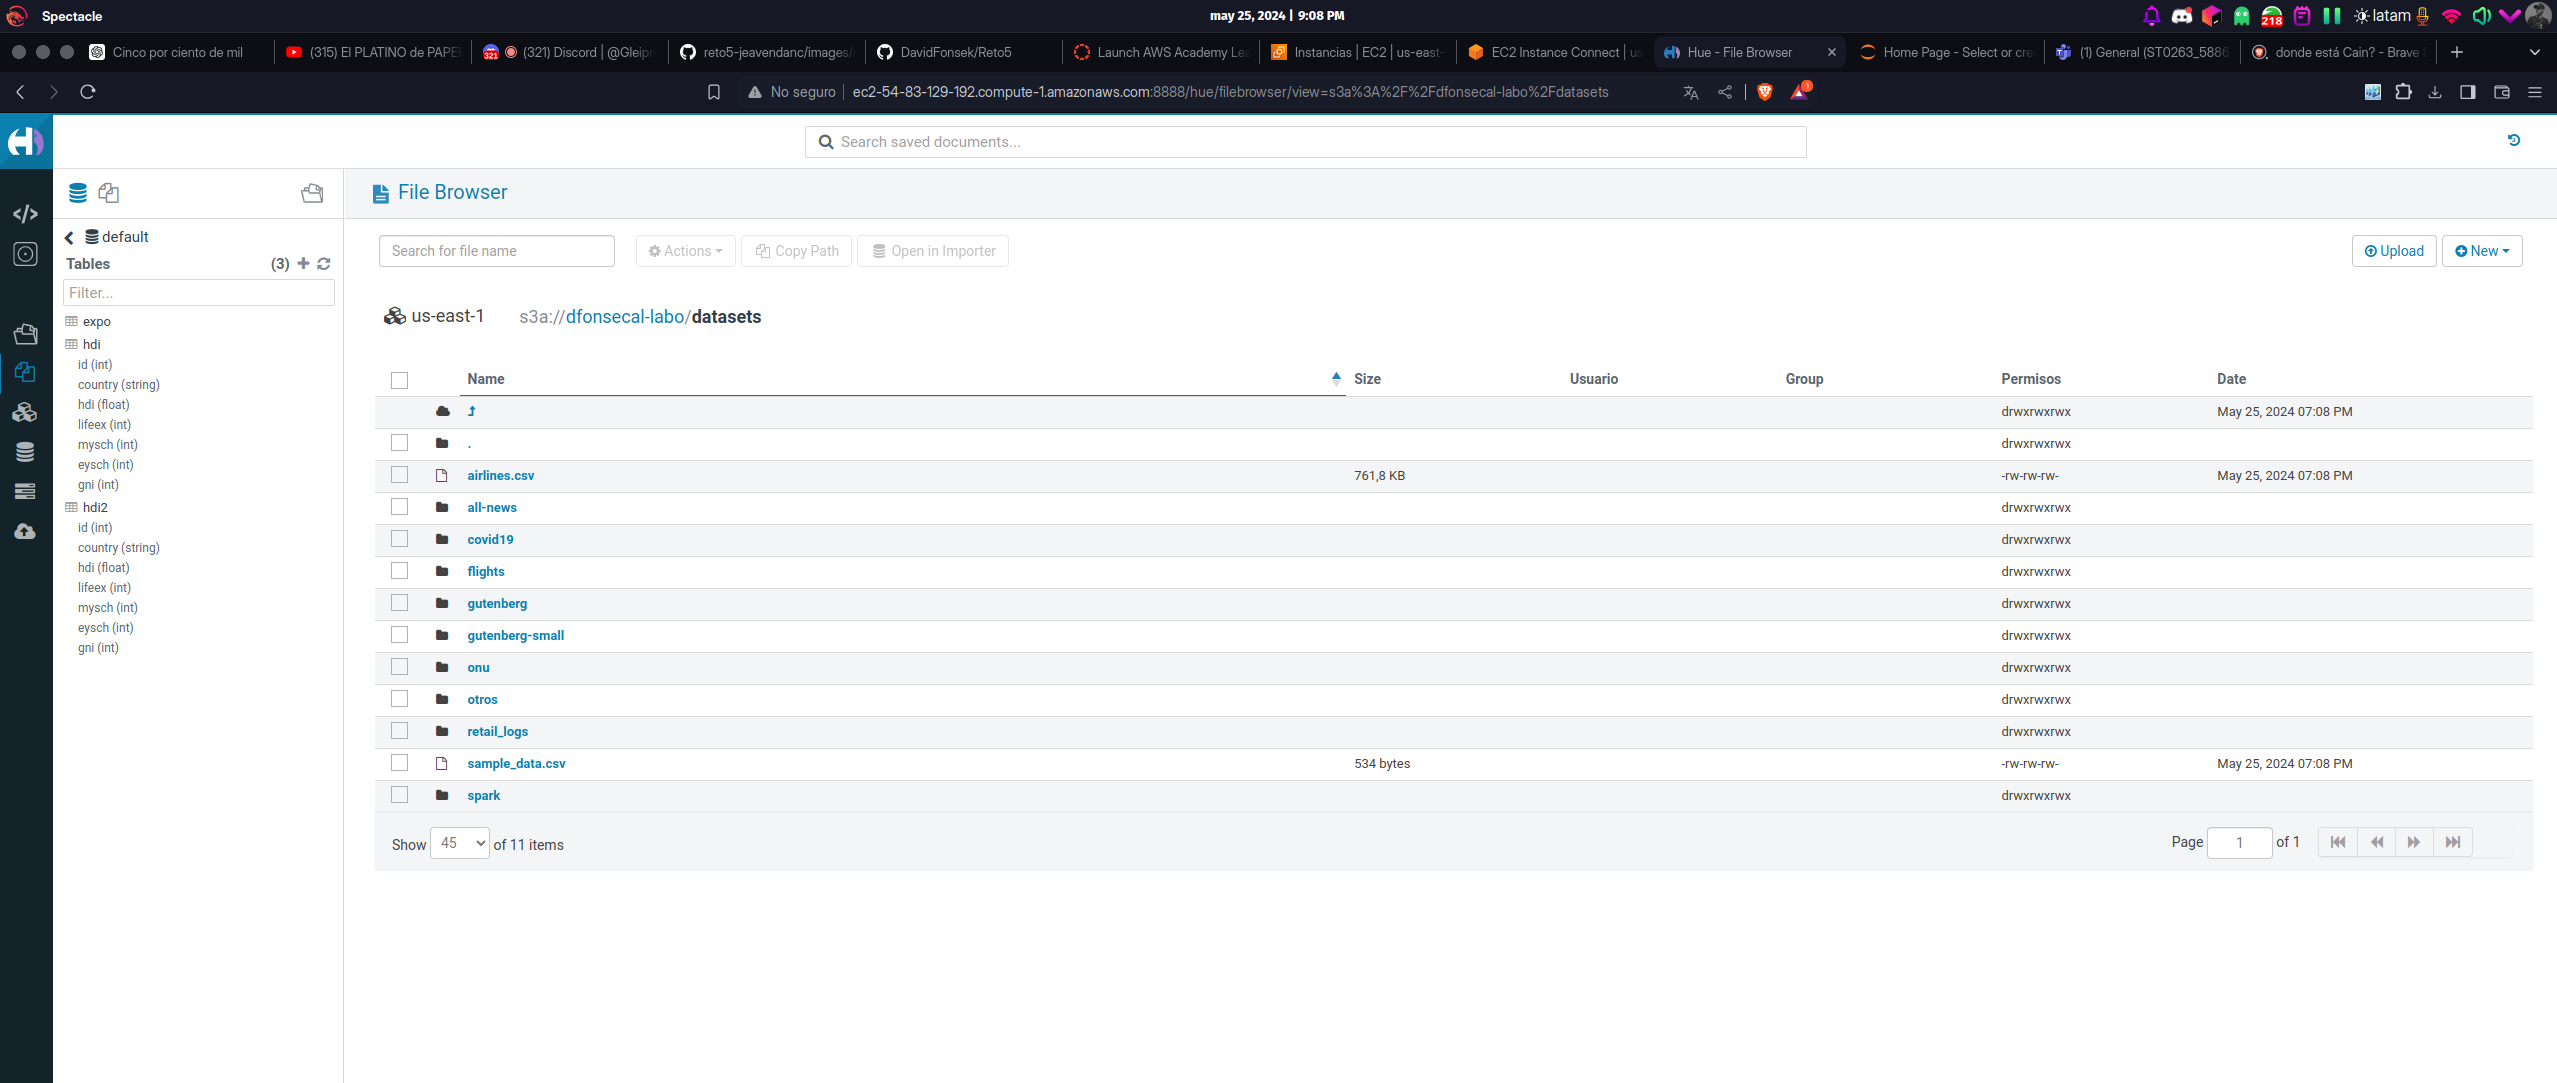 Spectacle
may 25, 2024 | 9:08 PM
218
latam
Cinco por ciento de mil
(315) El PLATINO de PAPE
321
(321) Discord | @Gleipn
reto5-jeavendanc/images/
DavidFonsek/Reto5
Launch AWS Academy Le
Instancias | EC2 | us-east-
EC2 Instance Connect | us
Hue - File Browser
Home Page - Select or cre
(1) General (ST0263_5886
donde está Cain? - Brave S
No seguro
ec2-54-83-129-192.compute-1.amazonaws.com:8888/hue/filebrowser/view=s3a%3A%2F%2Fdfonsecal-labo%2Fdatasets
1
Search saved documents...
File Browser
default
Tables
(3)
Filter...
expo
hdi
id (int)
country (string)
hdi (float)
lifeex (int)
mysch (int)
eysch (int)
gni (int)
hdi2
id (int)
country (string)
hdi (float)
lifeex (int)
mysch (int)
eysch (int)
gni (int)
Search for file name
Actions
Copy Path
Open in Importer
Upload
New
us-east-1
s3a://dfonsecal-labo/datasets
Name Size Usuario Group Permisos Date
drwxrwxrwx May 25, 2024 07:08 PM
. drwxrwxrwx
airlines.csv 761,8 KB -rw-rw-rw- May 25, 2024 07:08 PM
all-news drwxrwxrwx
covid19 drwxrwxrwx
flights drwxrwxrwx
gutenberg drwxrwxrwx
gutenberg-small drwxrwxrwx
onu drwxrwxrwx
otros drwxrwxrwx
retail_logs drwxrwxrwx
sample_data.csv 534 bytes -rw-rw-rw- May 25, 2024 07:08 PM
spark drwxrwxrwx
Show 45 of 11 items
Page 1 of 1